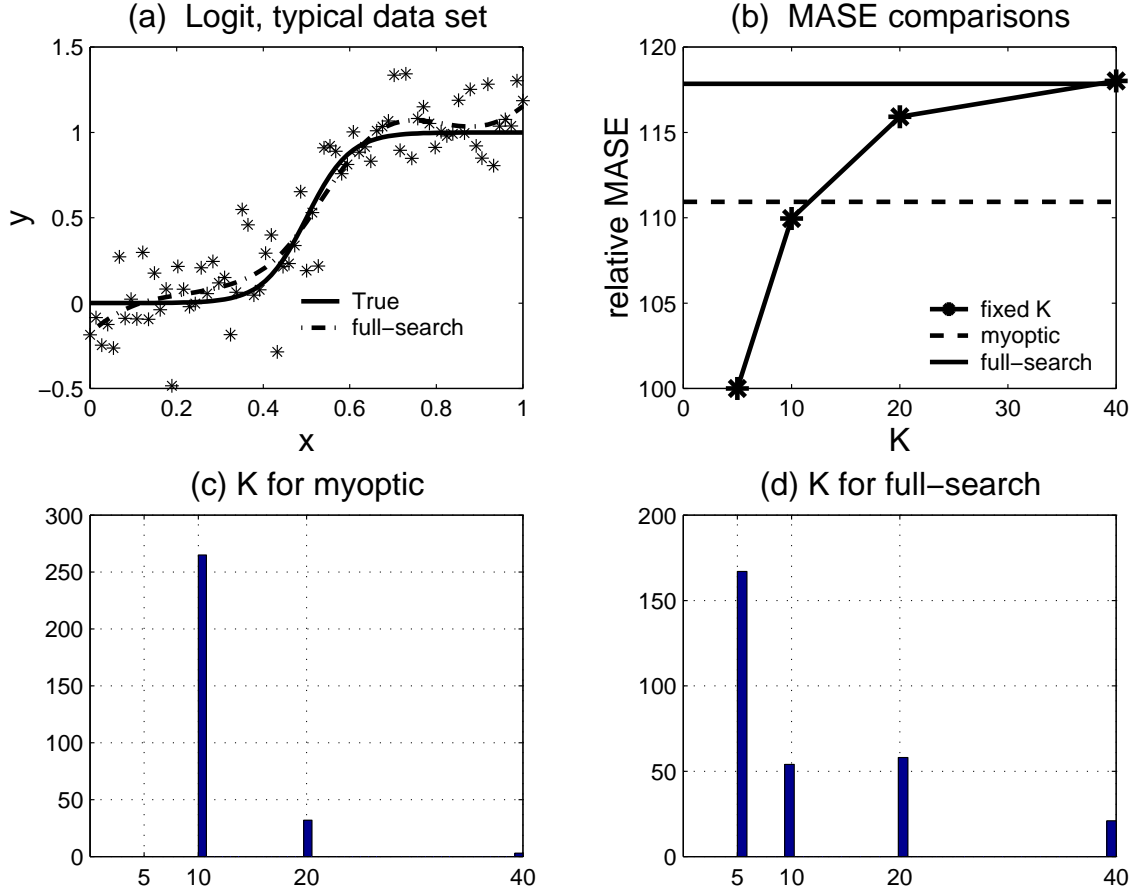 (a) Logit, typical data set
1.5
1
0.5
0
−0.5
y
0 0.2 0.4 0.6 0.8 1
x
True
full−search
(b) MASE comparisons
120
115
110
105
100
relative MASE
0 10 20 30 40
K
fixed K
myoptic
full−search
(c) K for myoptic
300
250
200
150
100
50
0
5 10 20 40
(d) K for full−search
200
150
100
50
0
5 10 20 40